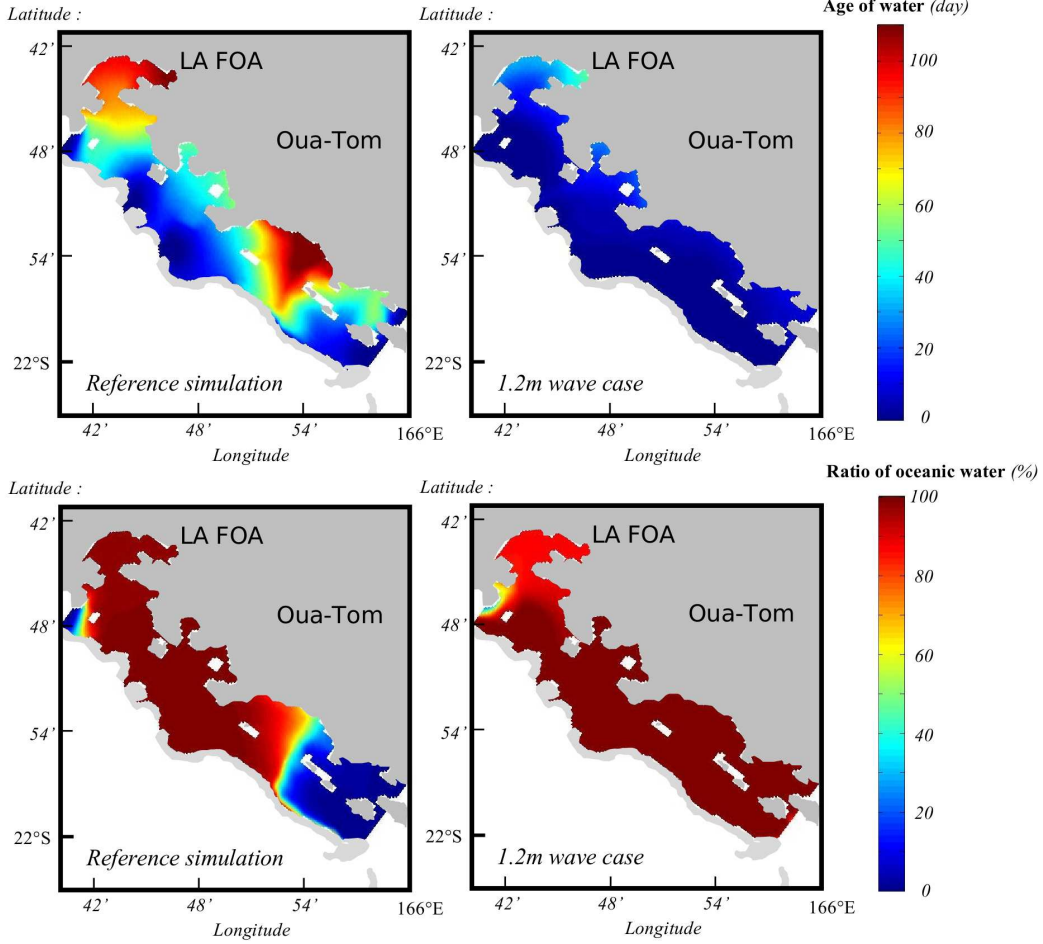 Latitude :
Age of water (day)
42’
LA FOA
Oua-Tom
48’
54’
22°S
Reference simulation
42’
48’
54’
166°E
Longitude
Latitude :
42’
LA FOA
Oua-Tom
48’
54’
22°S
1.2m wave case
42’
48’
54’
166°E
Longitude
100
80
60
40
20
0
Latitude :
42’
LA FOA
Oua-Tom
48’
54’
22°S
Reference simulation
42’
48’
54’
166°E
Longitude
Latitude :
42’
LA FOA
Oua-Tom
48’
54’
22°S
1.2m wave case
42’
48’
54’
166°E
Longitude
Ratio of oceanic water (%)
100
80
60
40
20
0